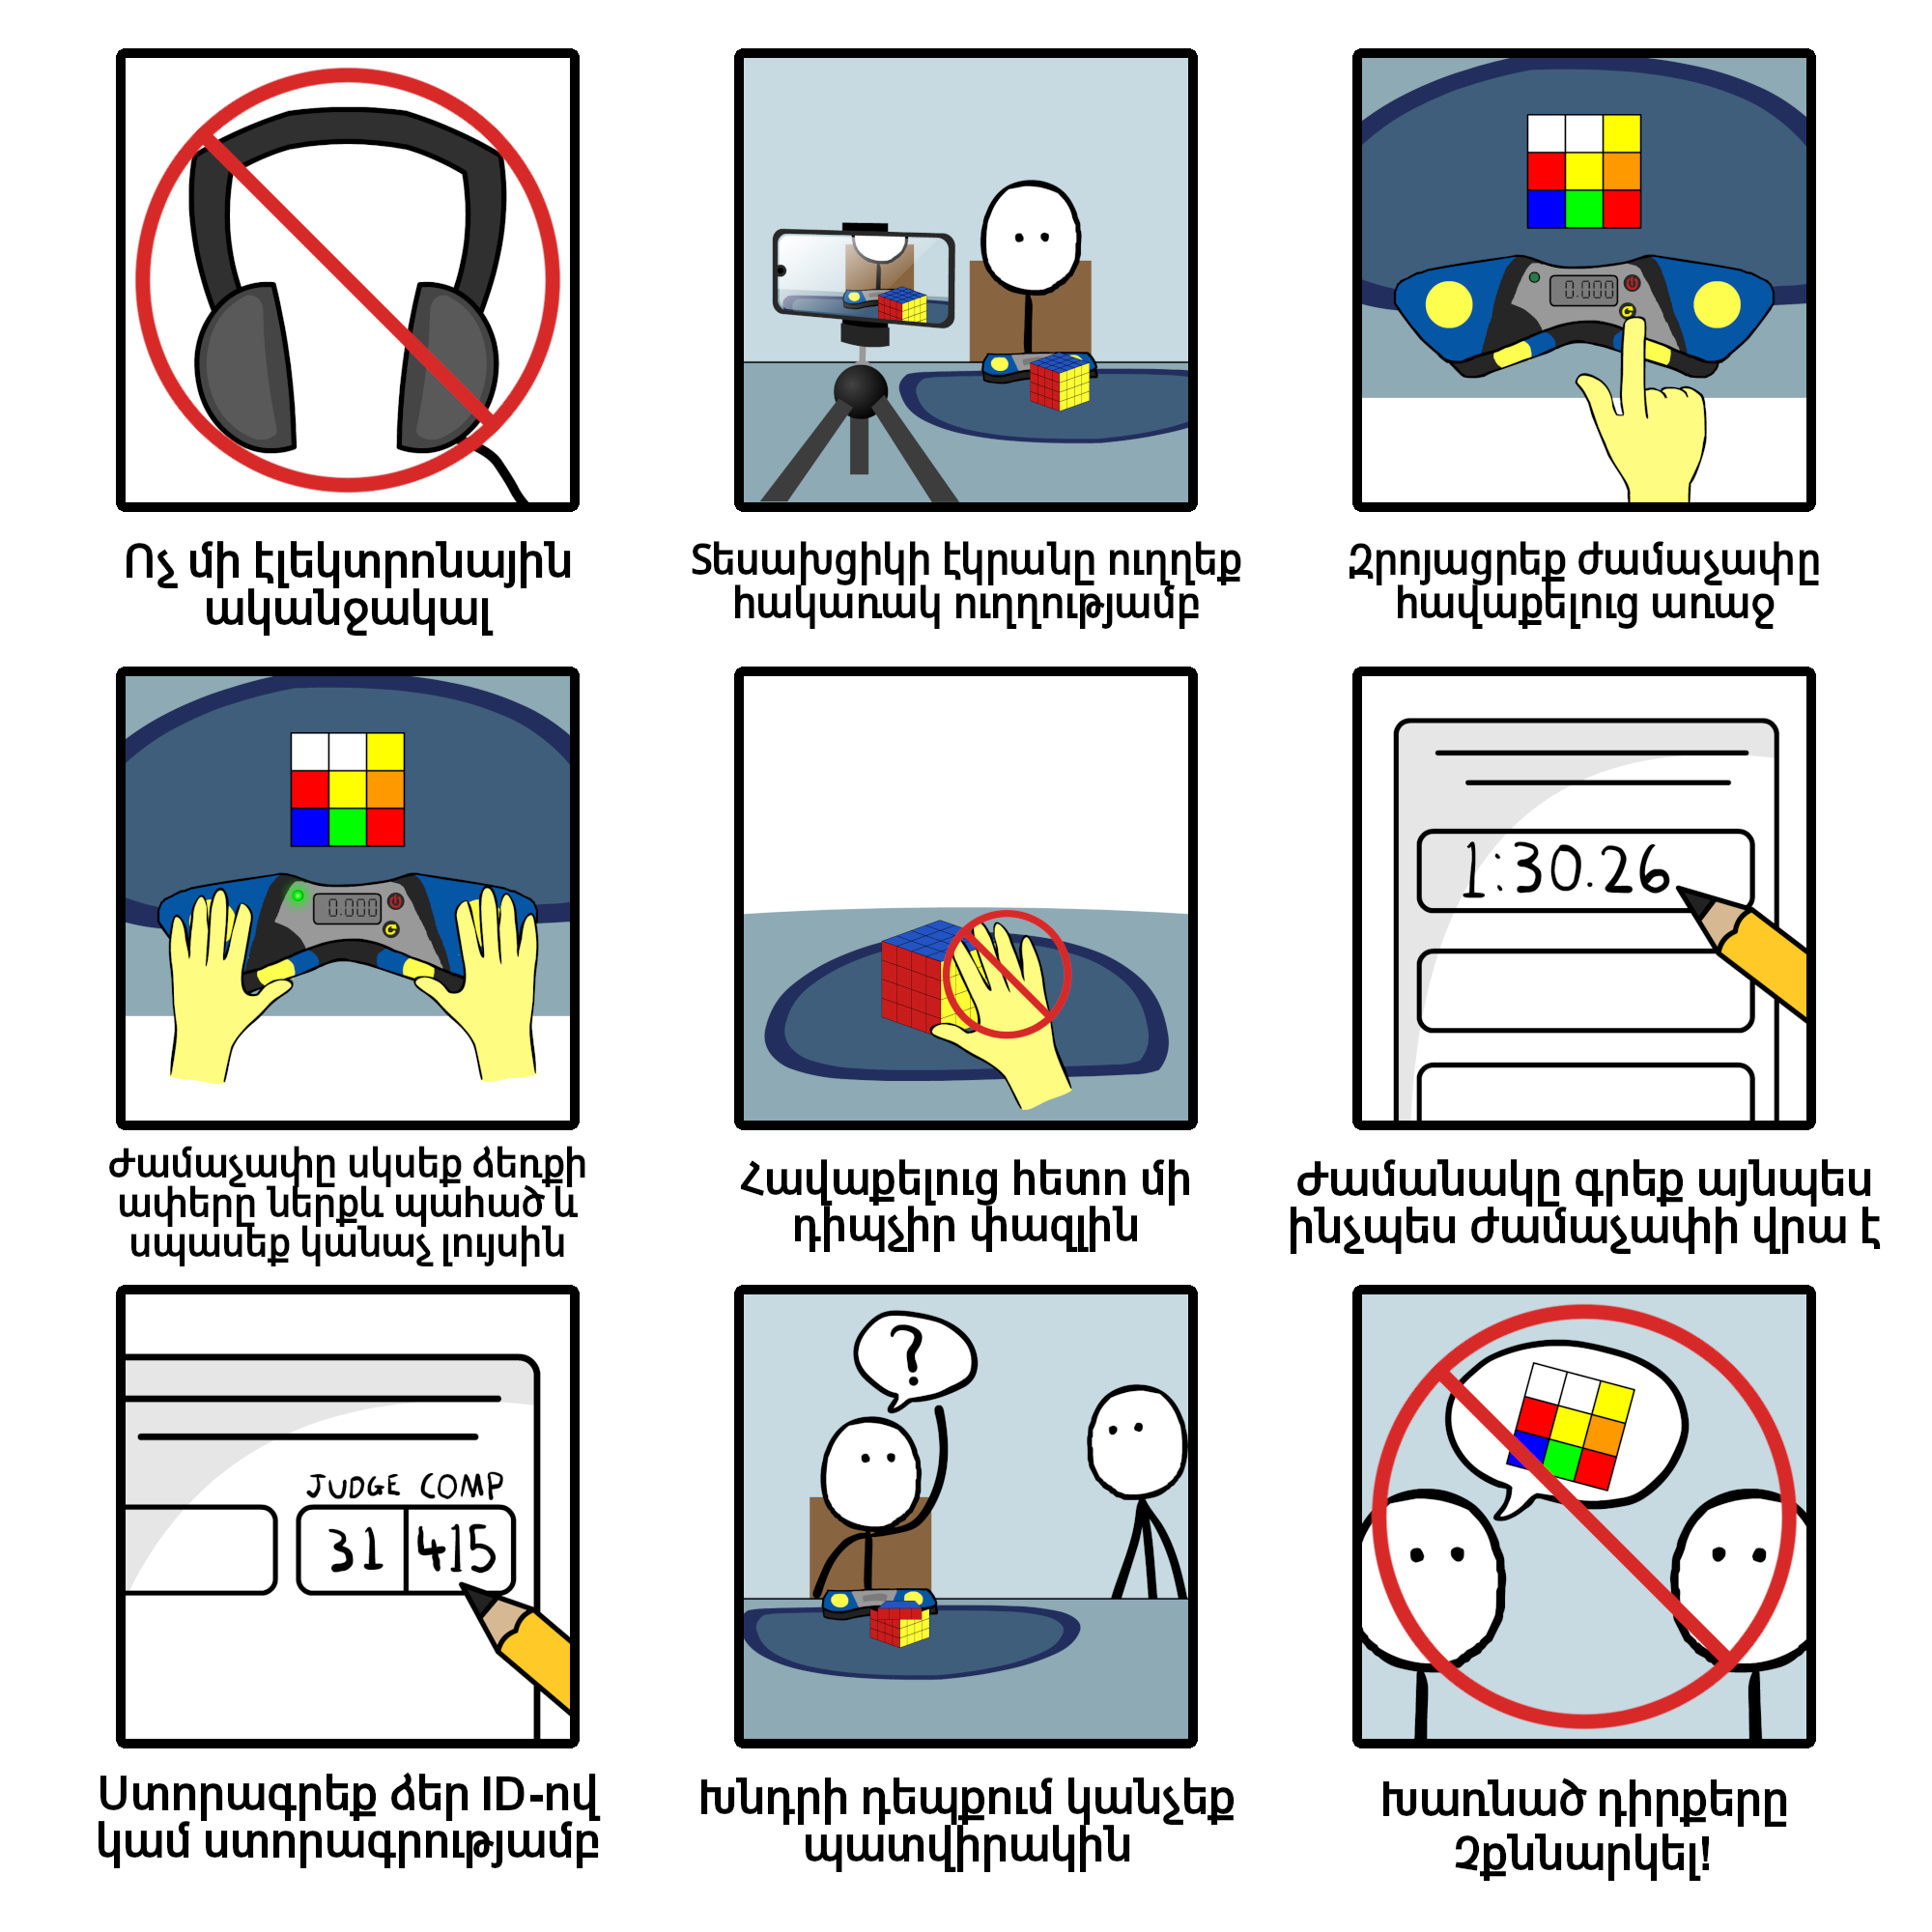 Ոչ մի էլեկտրոնային
ականջակալ
Տեսախցիկի էկրանը ուղղեք
հակառակ ուղղությամբ
0.000
Զրոյացրեք ժամաչափը
հավաքելուց առաջ
0.000
Ժամաչափը սկսեք ձեռքի
ափերը ներքև պահած և
սպասեք կանաչ լույսին
Հավաքելուց հետո մի
դիպչիր փազլին
1:30.26
Ժամանակը գրեք այնպես
ինչպես ժամաչափի վրա է
JUDGE COMP
31 415
Ստորագրեք ձեր ID-ով
կամ ստորագրությամբ
?
Խնդրի դեպքում կանչեք
պատվիրակին
Խառնած դիրքերը
Չքննարկել!